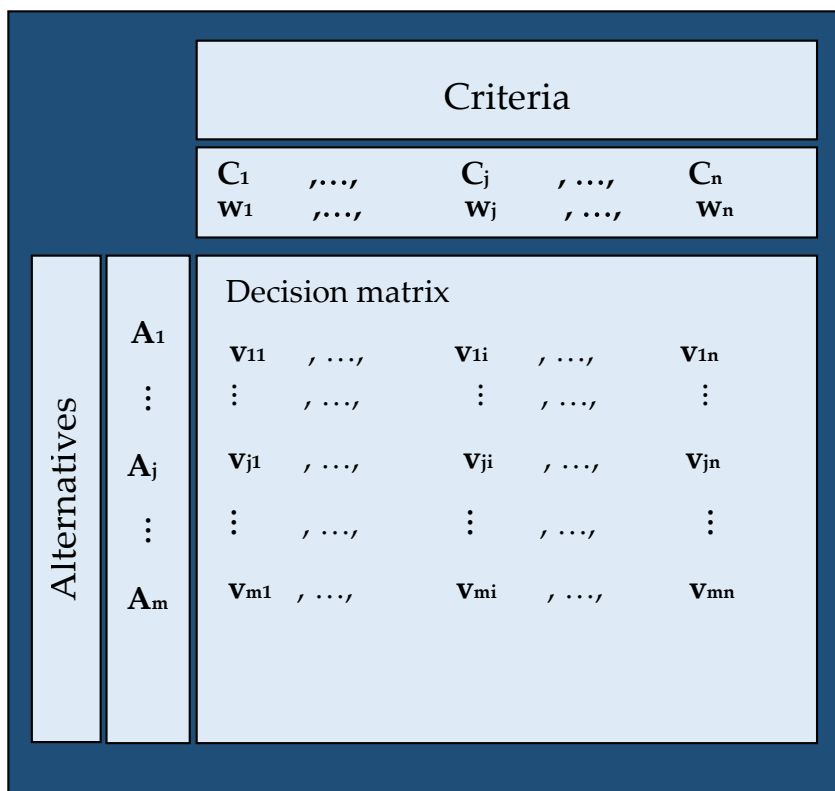 Criteria
C1 ,…, Cj , …, Cn
w1 ,…, wj , …, wn
Alternatives
Decision matrix
A1 v11 , …, v1i , …, v1n
⋮ ⋮ , …, ⋮ , …, ⋮
Aj vj1 , …, vji , …, vjn
⋮ ⋮ , …, ⋮ , …, ⋮
Am vm1 , …, vmi , …, vmn